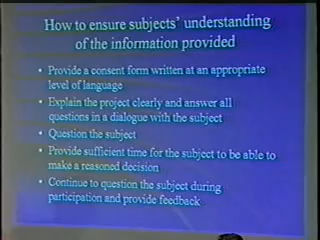 How to ensure subjects' understanding
of the information provided
• Provide a consent form written at an appropriate
level of language
• Explain the project clearly and answer all
questions in a dialogue with the subject
• Question the subject
• Provide sufficient time for the subject to be able to
make a reasoned decision
• Continue to question the subject during
participation and provide feedback